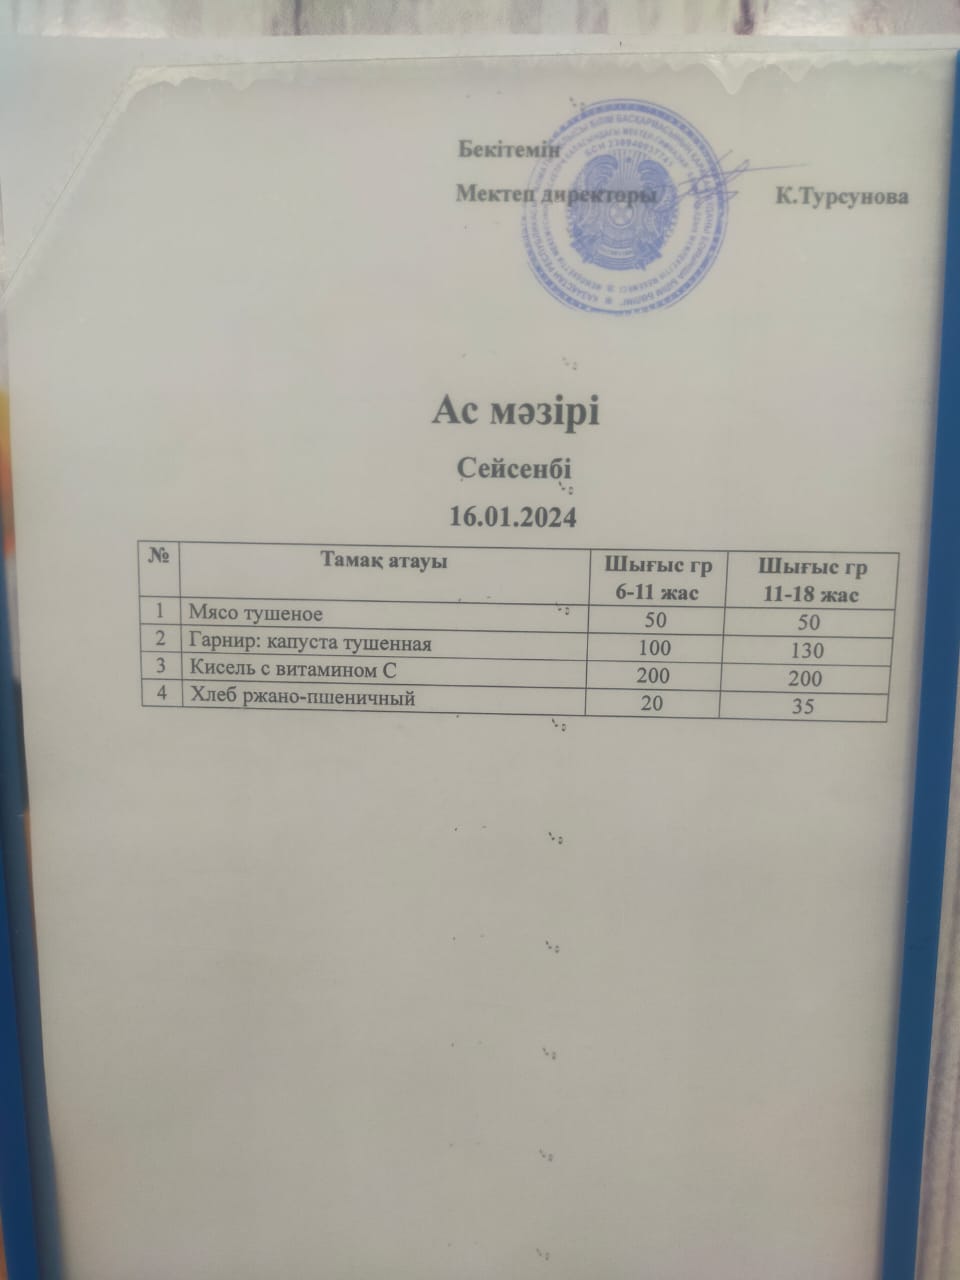 Бекітемін
Мектеп директоры К.Турсунова
Ас мәзірі
Сейсенбі
16.01.2024
№ Тамақ атауы Шығыс гр 6-11 жас Шығыс гр 11-18 жас
1 Мясо тушеное 50 50
2 Гарнир: капуста тушенная 100 130
3 Кисель с витамином С 200 200
4 Хлеб ржано-пшеничный 20 35